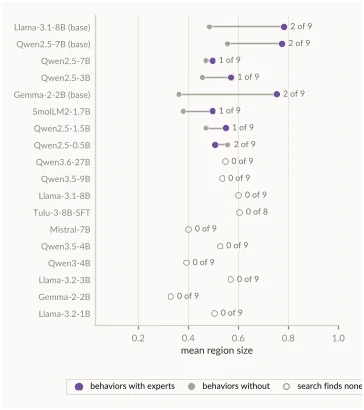 Llama-3.1-8B (base) 2 of 9
Qwen2.5-7B (base) 2 of 9
Qwen2.5-7B 1 of 9
Qwen2.5-3B 1 of 9
Gemma-2-2B (base) 2 of 9
SmolLM2-1.7B 1 of 9
Qwen2.5-1.5B 1 of 9
Qwen2.5-0.5B 2 of 9
Qwen3.6-27B 0 of 9
Qwen3.5-9B 0 of 9
Llama-3.1-8B 0 of 9
Tulu-3-8B-SFT 0 of 8
Mistral-7B 0 of 9
Qwen3.5-4B 0 of 9
Qwen3-4B 0 of 9
Llama-3.2-3B 0 of 9
Gemma-2-2B 0 of 9
Llama-3.2-1B 0 of 9
0.2 0.4 0.6 0.8 1.0
mean region size
behaviors with experts behaviors without search finds none